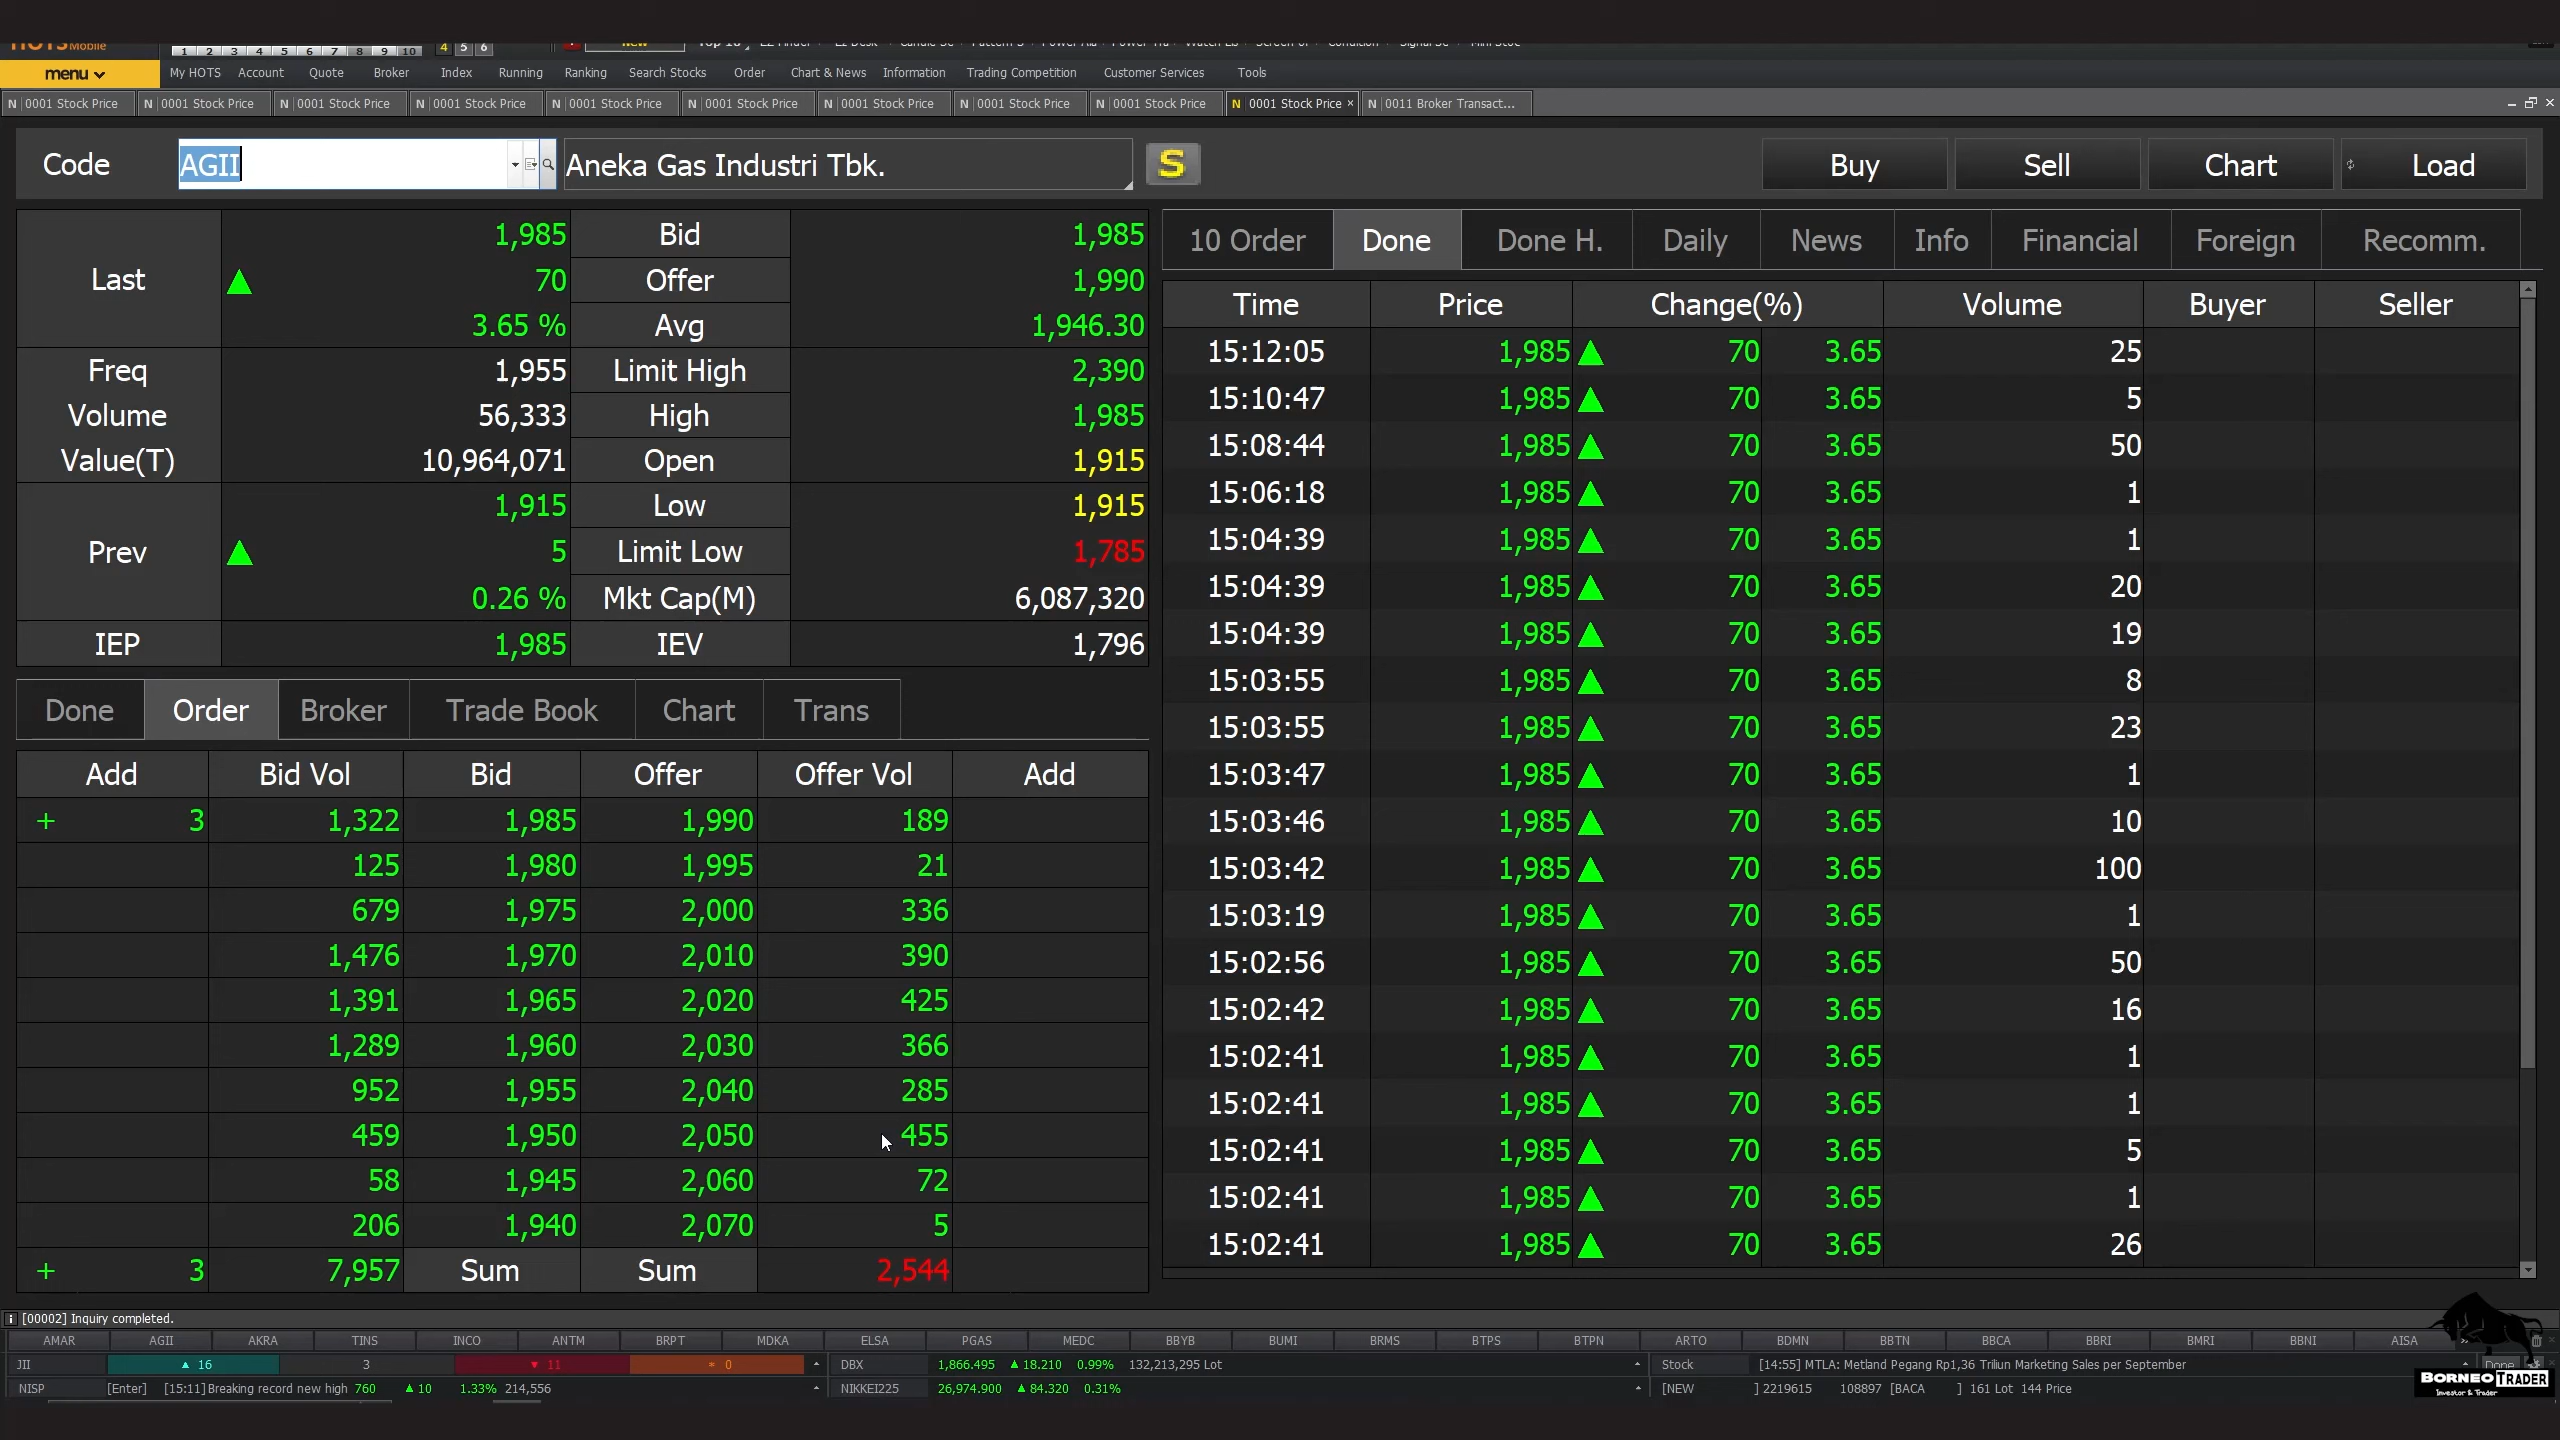 Mobile
1 2 3 4 5 6 7 8 9 10 4 5 6
menu My HOTS Account Quote Broker Index Running Ranking Search Stocks Order Chart & News Information Trading Competition Customer Services Tools
N 0001 Stock Price N 0001 Stock Price N 0001 Stock Price N 0001 Stock Price N 0001 Stock Price N 0001 Stock Price N 0001 Stock Price N 0001 Stock Price N 0001 Stock Price N 0001 Stock Price × N 0011 Broker Transact...
Code AGII Aneka Gas Industri Tbk. S Buy Sell Chart Load
Last ▲ 1,985 70 3.65 %
Bid 1,985
Offer 1,990
Avg 1,946.30
Freq 1,955 Limit High 2,390
Volume 56,333 High 1,985
Value(T) 10,964,071 Open 1,915
Prev ▲ 1,915 5 0.26 %
Low 1,915
Limit Low 1,785
Mkt Cap(M) 6,087,320
IEP 1,985 IEV 1,796
Done Order Broker Trade Book Chart Trans
Add Bid Vol Bid Offer Offer Vol Add
+ 3 1,322 1,985 1,990 189
125 1,980 1,995 21
679 1,975 2,000 336
1,476 1,970 2,010 390
1,391 1,965 2,020 425
1,289 1,960 2,030 366
952 1,955 2,040 285
459 1,950 2,050 455
58 1,945 2,060 72
206 1,940 2,070 5
+ 3 7,957 Sum Sum 2,544
10 Order Done Done H. Daily News Info Financial Foreign Recomm.
Time Price Change(%) Volume Buyer Seller
15:12:05 1,985 ▲ 70 3.65 25
15:10:47 1,985 ▲ 70 3.65 5
15:08:44 1,985 ▲ 70 3.65 50
15:06:18 1,985 ▲ 70 3.65 1
15:04:39 1,985 ▲ 70 3.65 1
15:04:39 1,985 ▲ 70 3.65 20
15:04:39 1,985 ▲ 70 3.65 19
15:03:55 1,985 ▲ 70 3.65 8
15:03:55 1,985 ▲ 70 3.65 23
15:03:47 1,985 ▲ 70 3.65 1
15:03:46 1,985 ▲ 70 3.65 10
15:03:42 1,985 ▲ 70 3.65 100
15:03:19 1,985 ▲ 70 3.65 1
15:02:56 1,985 ▲ 70 3.65 50
15:02:42 1,985 ▲ 70 3.65 16
15:02:41 1,985 ▲ 70 3.65 1
15:02:41 1,985 ▲ 70 3.65 1
15:02:41 1,985 ▲ 70 3.65 5
15:02:41 1,985 ▲ 70 3.65 1
15:02:41 1,985 ▲ 70 3.65 26
[00002] Inquiry completed.
AMAR AGII AKRA TINS INCO ANTM BRPT MDKA ELSA PGAS MEDC BBYB BUMI BRMS BTPS BTPN ARTO BDMN BBTN BBCA BBRI BMRI BBNI AISA
JII ▲ 16 3 ▼ 11 * 0 DBX 1,866.495 ▲ 18.210 0.99% 132,213,295 Lot Stock [14:55] MTLA: Metland Pegang Rp1,36 Triliun Marketing Sales per September Done
NISP [Enter] [15:11]Breaking record new high 760 ▲ 10 1.33% 214,556 NIKKEI225 26,974.900 ▲ 84.320 0.31% [NEW ] 2219615 108897 [BACA ] 161 Lot 144 Price
BORNEO TRADER
Investor & Trader